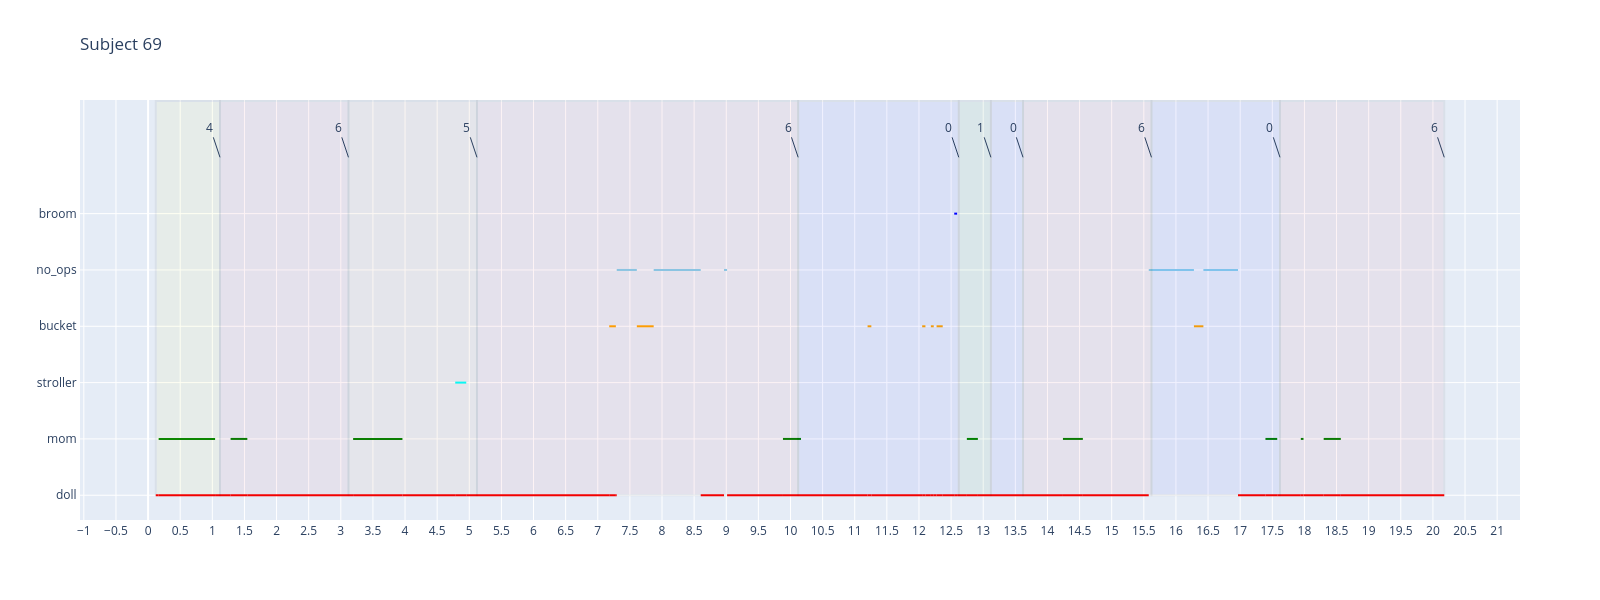 Subject 69
4 6 5 6 0 1 0 6 0 6
broom
no_ops
bucket
stroller
mom
doll
−1 −0.5 0 0.5 1 1.5 2 2.5 3 3.5 4 4.5 5 5.5 6 6.5 7 7.5 8 8.5 9 9.5 10 10.5 11 11.5 12 12.5 13 13.5 14 14.5 15 15.5 16 16.5 17 17.5 18 18.5 19 19.5 20 20.5 21